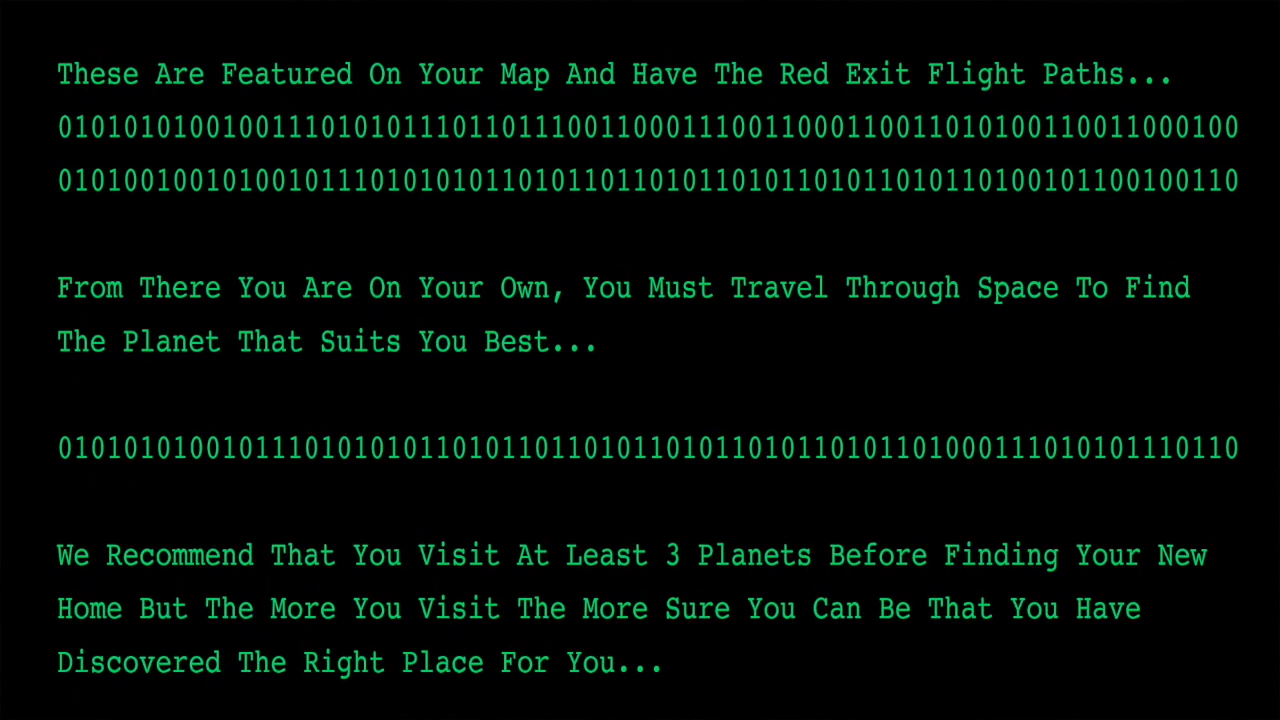 These Are Featured On Your Map And Have The Red Exit Flight Paths...
010101010010011101010111011011100110001110011000110011010100110011000100
010100100101001011101010101101011011010110101101011010110100101100100110
From There You Are On Your Own, You Must Travel Through Space To Find
The Planet That Suits You Best...
010101010010111010101011010110110101101011010110101101000111010101110110
We Recommend That You Visit At Least 3 Planets Before Finding Your New
Home But The More You Visit The More Sure You Can Be That You Have
Discovered The Right Place For You...